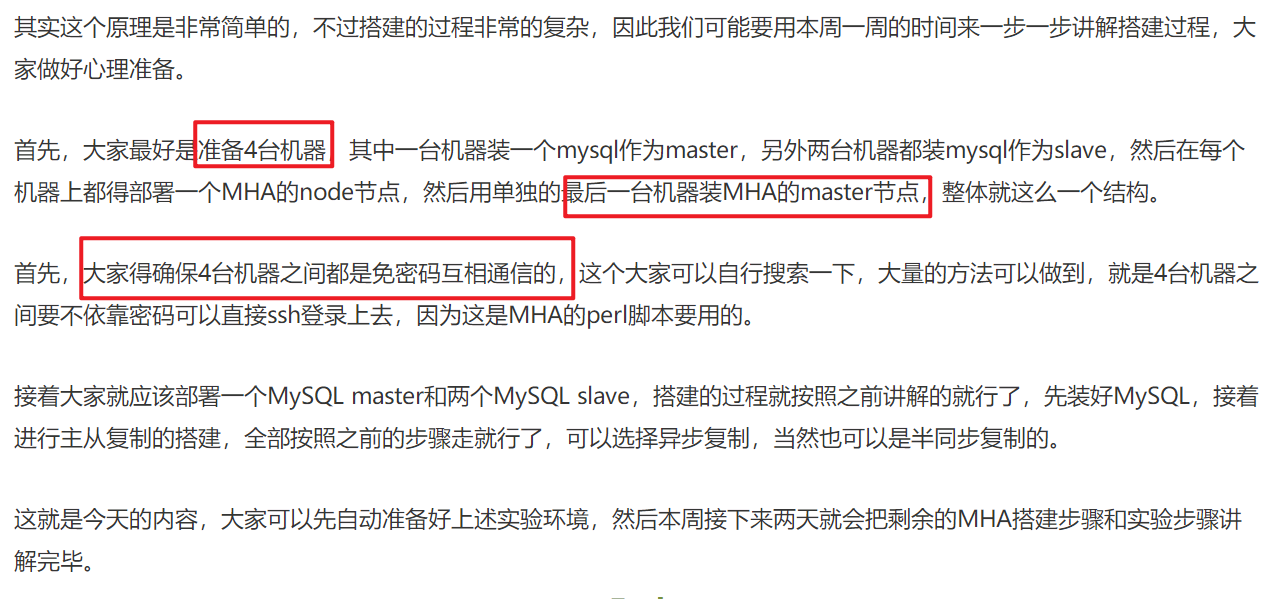 其实这个原理是非常简单的，不过搭建的过程非常的复杂，因此我们可能要用本周一周的时间来一步一步讲解搭建过程，大
家做好心理准备。
首先，大家最好是准备4台机器，其中一台机器装一个mysql作为master，另外两台机器都装mysql作为slave，然后在每个
机器上都得部署一个MHA的node节点，然后用单独的最后一台机器装MHA的master节点，整体就这么一个结构。
首先，大家得确保4台机器之间都是免密码互相通信的，这个大家可以自行搜索一下，大量的方法可以做到，就是4台机器之
间要不依靠密码可以直接ssh登录上去，因为这是MHA的perl脚本要用的。
接着大家就应该部署一个MySQL master和两个MySQL slave，搭建的过程就按照之前讲解的就行了，先装好MySQL，接着
进行主从复制的搭建，全部按照之前的步骤走就行了，可以选择异步复制，当然也可以是半同步复制的。
这就是今天的内容，大家可以先自动准备好上述实验环境，然后本周接下来两天就会把剩余的MHA搭建步骤和实验步骤讲
解完毕。